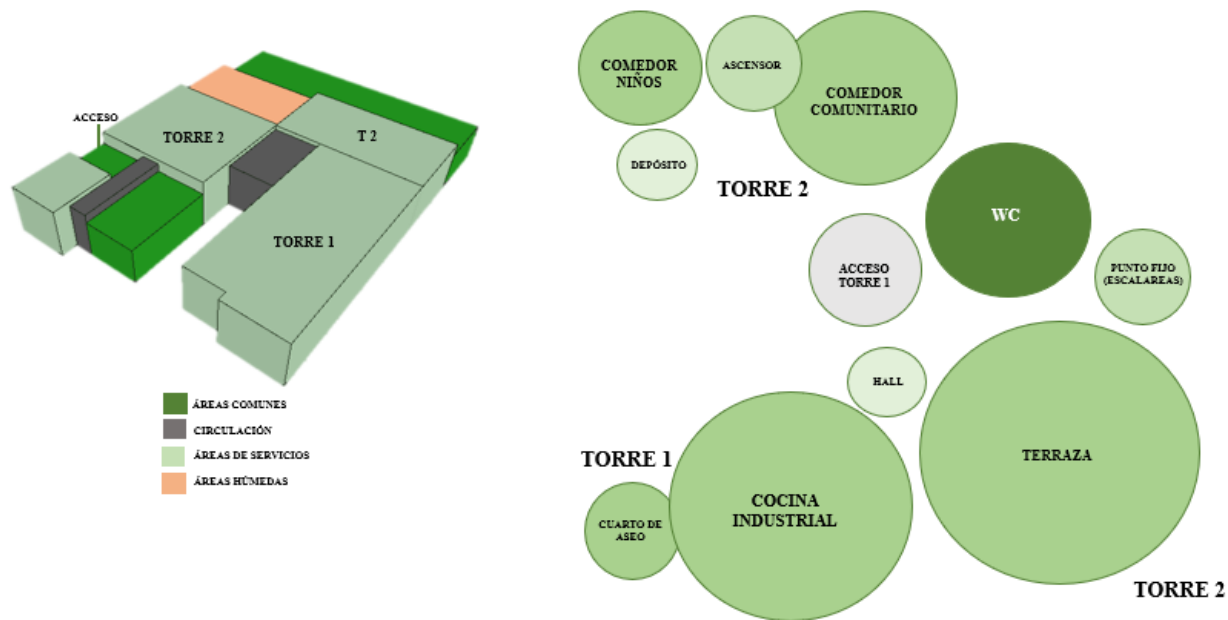 ACCESO
TORRE 2
T 2
TORRE 1
ÁREAS COMUNES
CIRCULACIÓN
ÁREAS DE SERVICIOS
ÁREAS HÚMEDAS
COMEDOR
NIÑOS
ASCENSOR
COMEDOR
COMUNITARIO
DEPÓSITO
TORRE 2
WC
ACCESO
TORRE 1
PUNTO FIJO
(ESCALAREAS)
HALL
TERRAZA
TORRE 1
COCINA
INDUSTRIAL
CUARTO DE
ASEO
TORRE 2